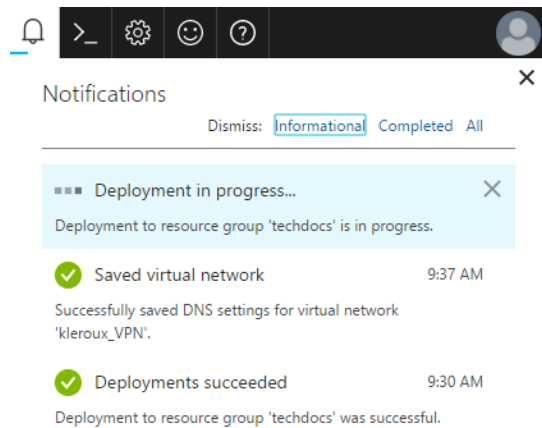 Notifications
Dismiss: Informational Completed All
Deployment in progress...
Deployment to resource group 'techdocs' is in progress.
Saved virtual network 9:37 AM
Successfully saved DNS settings for virtual network
'kleroux_VPN'.
Deployments succeeded 9:30 AM
Deployment to resource group 'techdocs' was successful.